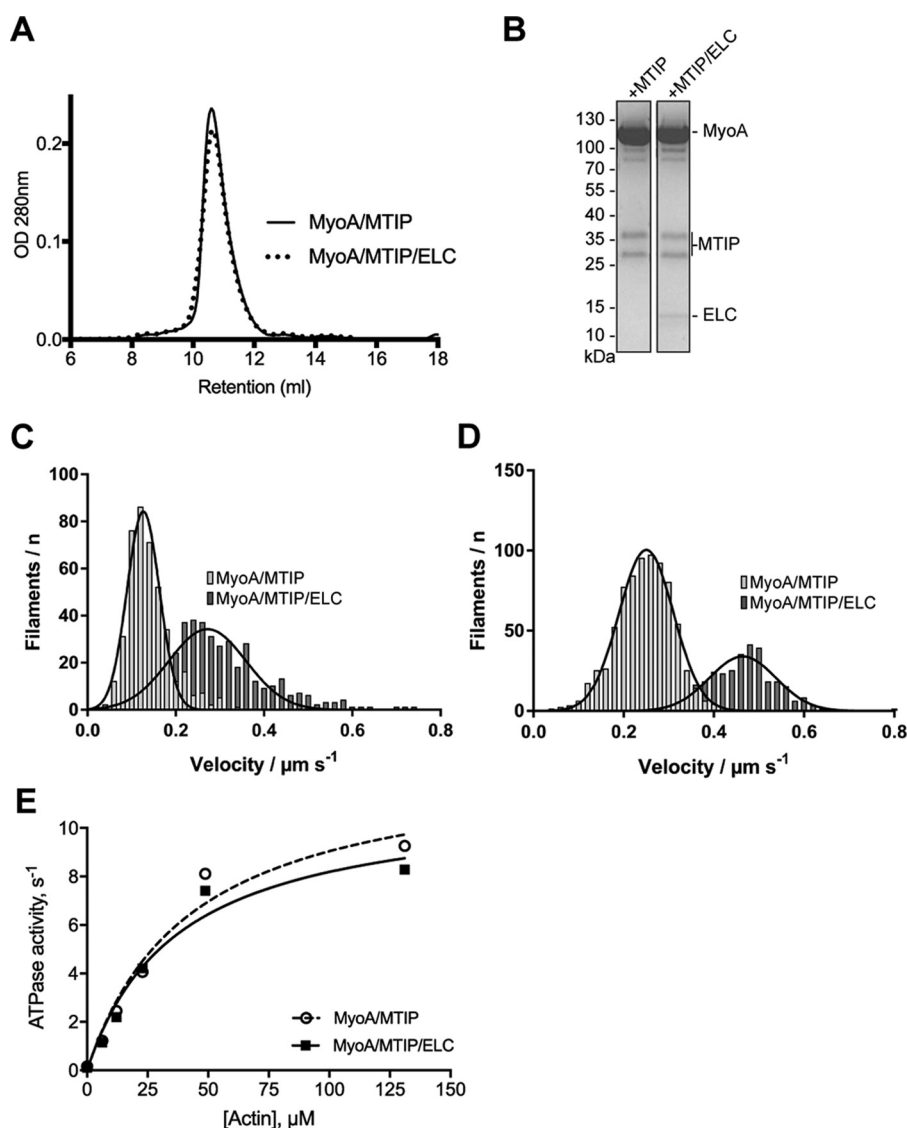 A
OD 280nm
0.2
0.1
0.0
6 8 10 12 14 16 18
Retention (ml)
MyoA/MTIP
MyoA/MTIP/ELC
B
+MTIP
+MTIP/ELC
130 -
100 -
70 -
55 -
40 -
35 -
25 -
15 -
10 -
kDa
- MyoA
MTIP
- ELC
C
Filaments / n
100
80
60
40
20
0
0.0 0.2 0.4 0.6 0.8
Velocity / µm s-1
MyoA/MTIP
MyoA/MTIP/ELC
D
Filaments / n
150
100
50
0
0.0 0.2 0.4 0.6 0.8
Velocity / µm s-1
MyoA/MTIP
MyoA/MTIP/ELC
E
ATPase activity, s-1
10
8
6
4
2
0
0 25 50 75 100 125 150
[Actin], µM
MyoA/MTIP
MyoA/MTIP/ELC